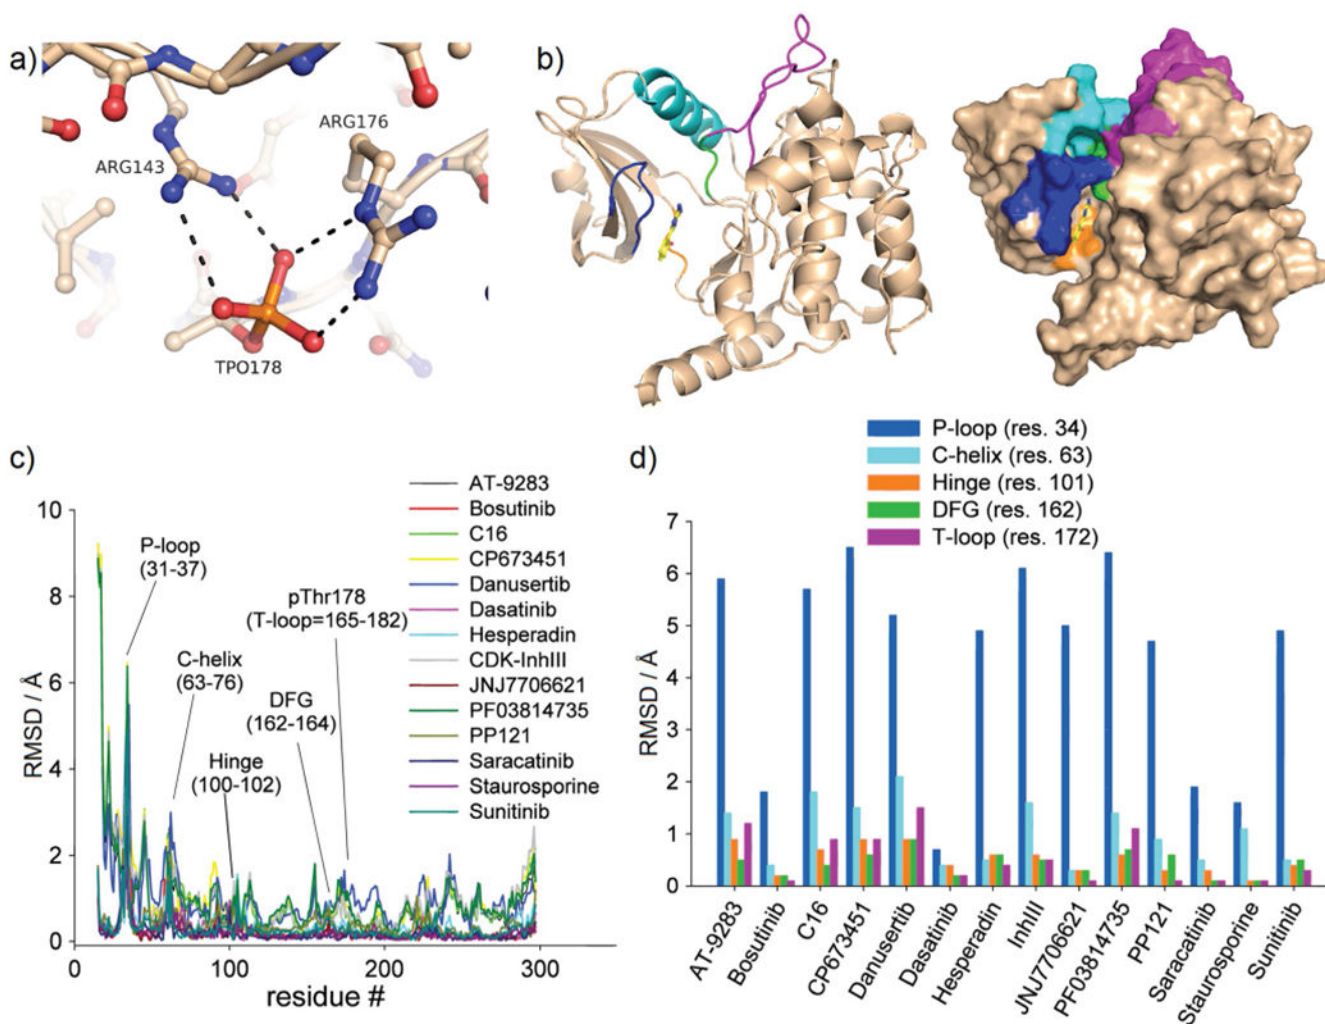 a)
ARG176
ARG143
TPO178
b)
c)
10
8
6
4
2
0
RMSD / Å
0
100
200
300
residue #
P-loop
(31-37)
C-helix
(63-76)
Hinge
(100-102)
pThr178
(T-loop=165-182)
DFG
(162-164)
AT-9283
Bosutinib
C16
CP673451
Danusertib
Dasatinib
Hesperadin
CDK-InhIII
JNJ7706621
PF03814735
PP121
Saracatinib
Staurosporine
Sunitinib
d)
P-loop (res. 34)
C-helix (res. 63)
Hinge (res. 101)
DFG (res. 162)
T-loop (res. 172)
7
6
5
4
3
2
1
0
RMSD / Å
AT-9283
Bosutinib
C16
CP673451
Danusertib
Dasatinib
Hesperadin
InhIII
JNJ7706621
PF03814735
PP121
Saracatinib
Staurosporine
Sunitinib